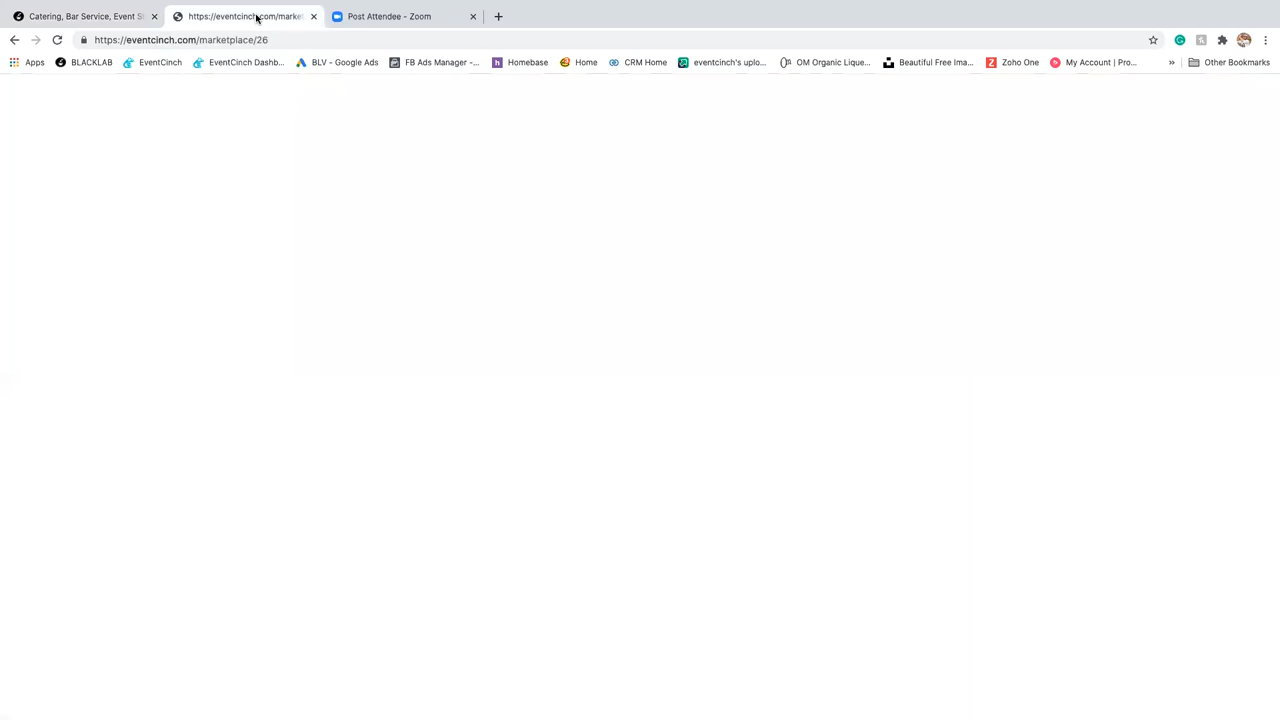 Catering, Bar Service, Event S
https://eventcinch.com/market
Post Attendee - Zoom
https://eventcinch.com/marketplace/26
Apps BLACKLAB EventCinch EventCinch Dashb... BLV - Google Ads FB Ads Manager -... Homebase Home CRM Home eventcinch's uplo... OM Organic Lique... Beautiful Free Ima... Zoho One My Account | Pro... » Other Bookmarks